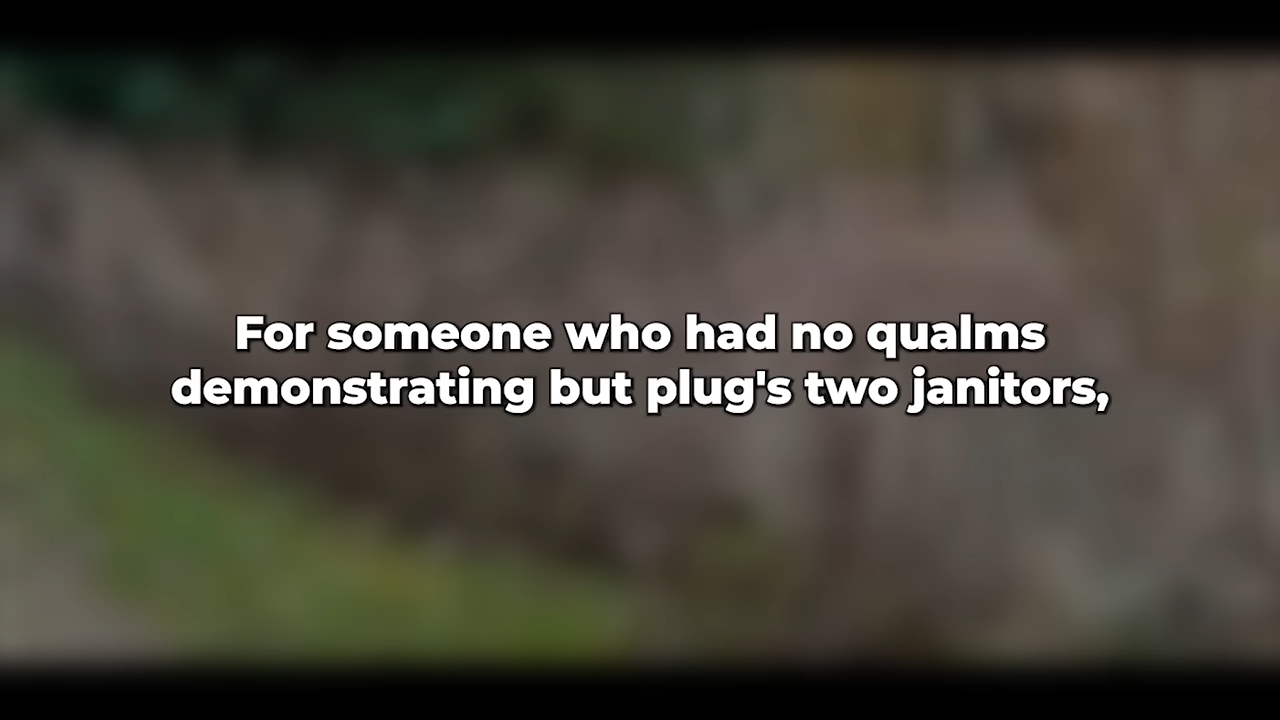 For someone who had no qualms
demonstrating but plug's two janitors,